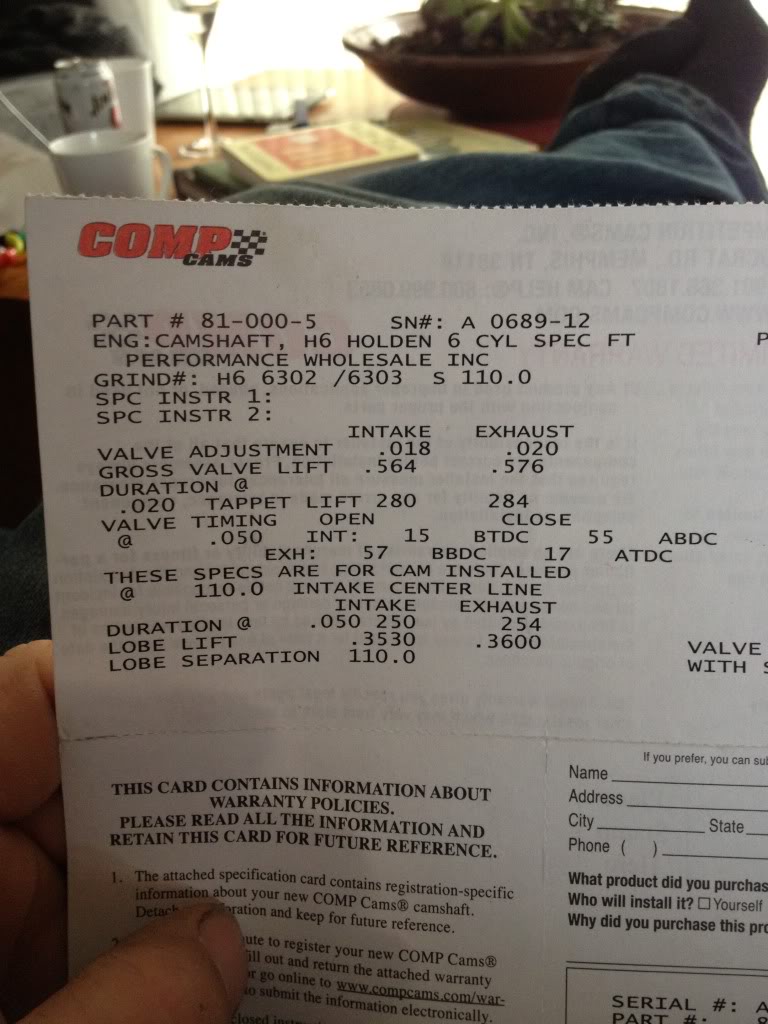 COMP
CAMS
PART # 81-000-5 SN#: A 0689-12
ENG:CAMSHAFT, H6 HOLDEN 6 CYL SPEC FT P
PERFORMANCE WHOLESALE INC
GRIND#: H6 6302 /6303 S 110.0
SPC INSTR 1:
SPC INSTR 2:
INTAKE EXHAUST
VALVE ADJUSTMENT .018 .020
GROSS VALVE LIFT .564 .576
DURATION @
.020 TAPPET LIFT 280 284
VALVE TIMING OPEN CLOSE
@ .050 INT: 15 BTDC 55 ABDC
EXH: 57 BBDC 17 ATDC
THESE SPECS ARE FOR CAM INSTALLED
@ 110.0 INTAKE CENTER LINE
INTAKE EXHAUST
DURATION @ .050 250 254
LOBE LIFT .3530 .3600
LOBE SEPARATION 110.0
VALVE
WITH S
THIS CARD CONTAINS INFORMATION ABOUT
WARRANTY POLICIES.
PLEASE READ ALL THE INFORMATION AND
RETAIN THIS CARD FOR FUTURE REFERENCE.
1. The attached specification card contains registration-specific
information about your new COMP Cams® camshaft.
Detach oration and keep for future reference.
ute to register your new COMP Cams®
ill out and return the attached warranty
or go online to www.compcams.com/war-
to submit the information electronically.
closed
If you prefer, you can sub
Name
Address
City State
Phone ( )
What product did you purchas
Who will install it? Yourself
Why did you purchase this pro
SERIAL #: A
PART #: 8